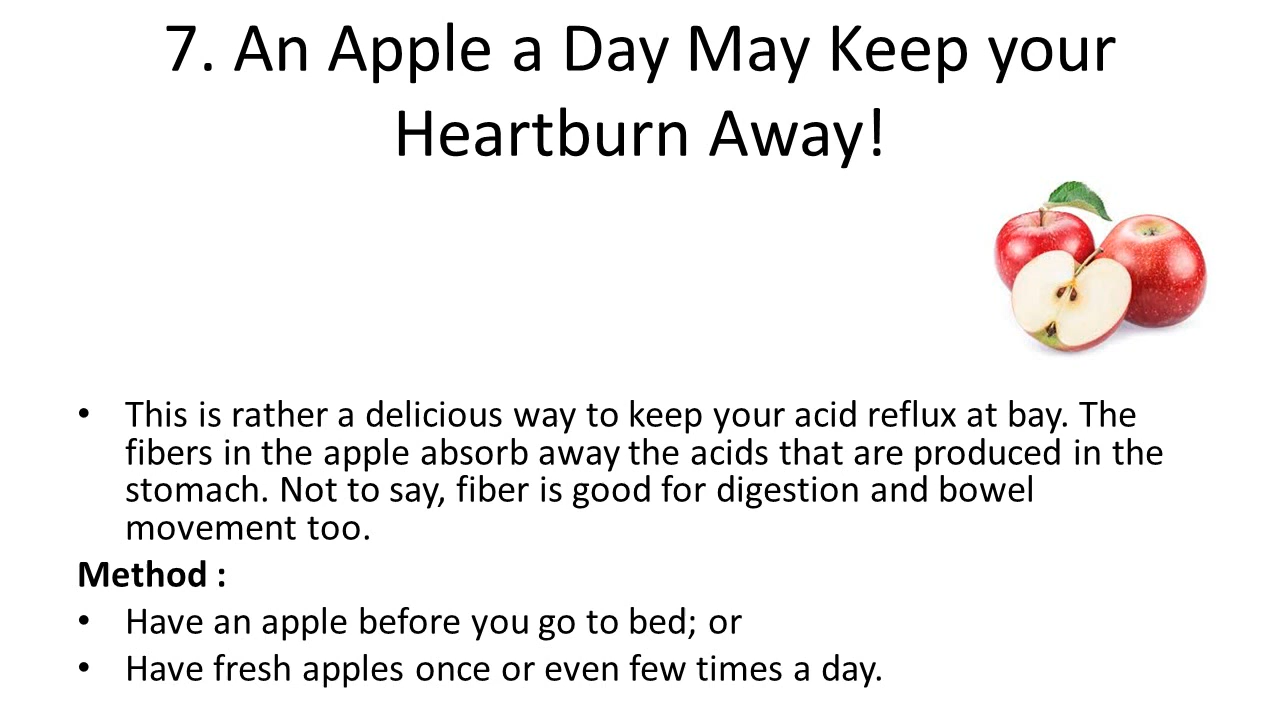 7. An Apple a Day May Keep your
Heartburn Away!
• This is rather a delicious way to keep your acid reflux at bay. The
fibers in the apple absorb away the acids that are produced in the
stomach. Not to say, fiber is good for digestion and bowel
movement too.
Method :
• Have an apple before you go to bed; or
• Have fresh apples once or even few times a day.